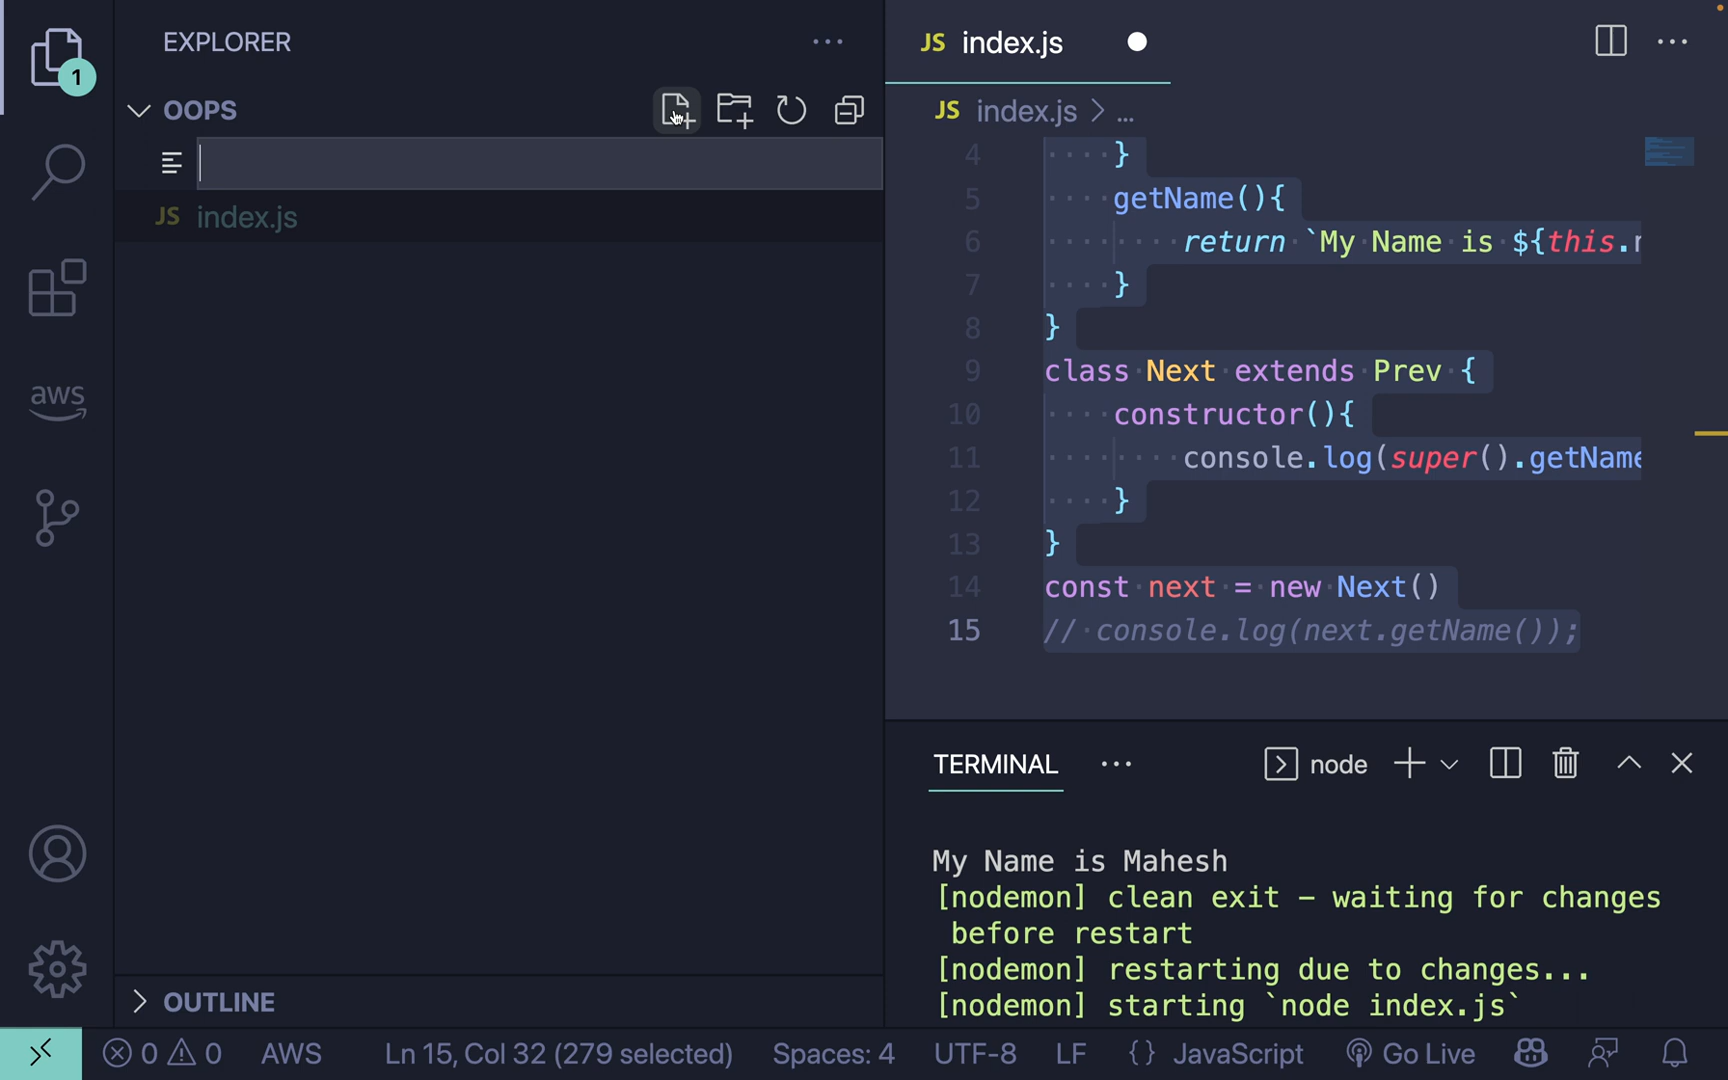 EXPLORER
1
OOPS
JS index.js
aws
OUTLINE
JS index.js
JS index.js > ...
4 }
5 getName(){
6 return `My Name is ${this.
7 }
8 }
9 class Next extends Prev {
10 constructor(){
11 console.log(super().getName
12 }
13 }
14 const next = new Next()
15 // console.log(next.getName());
TERMINAL
node
My Name is Mahesh
[nodemon] clean exit – waiting for changes
before restart
[nodemon] restarting due to changes...
[nodemon] starting `node index.js`
0 0 AWS Ln 15, Col 32 (279 selected) Spaces: 4 UTF-8 LF {} JavaScript Go Live